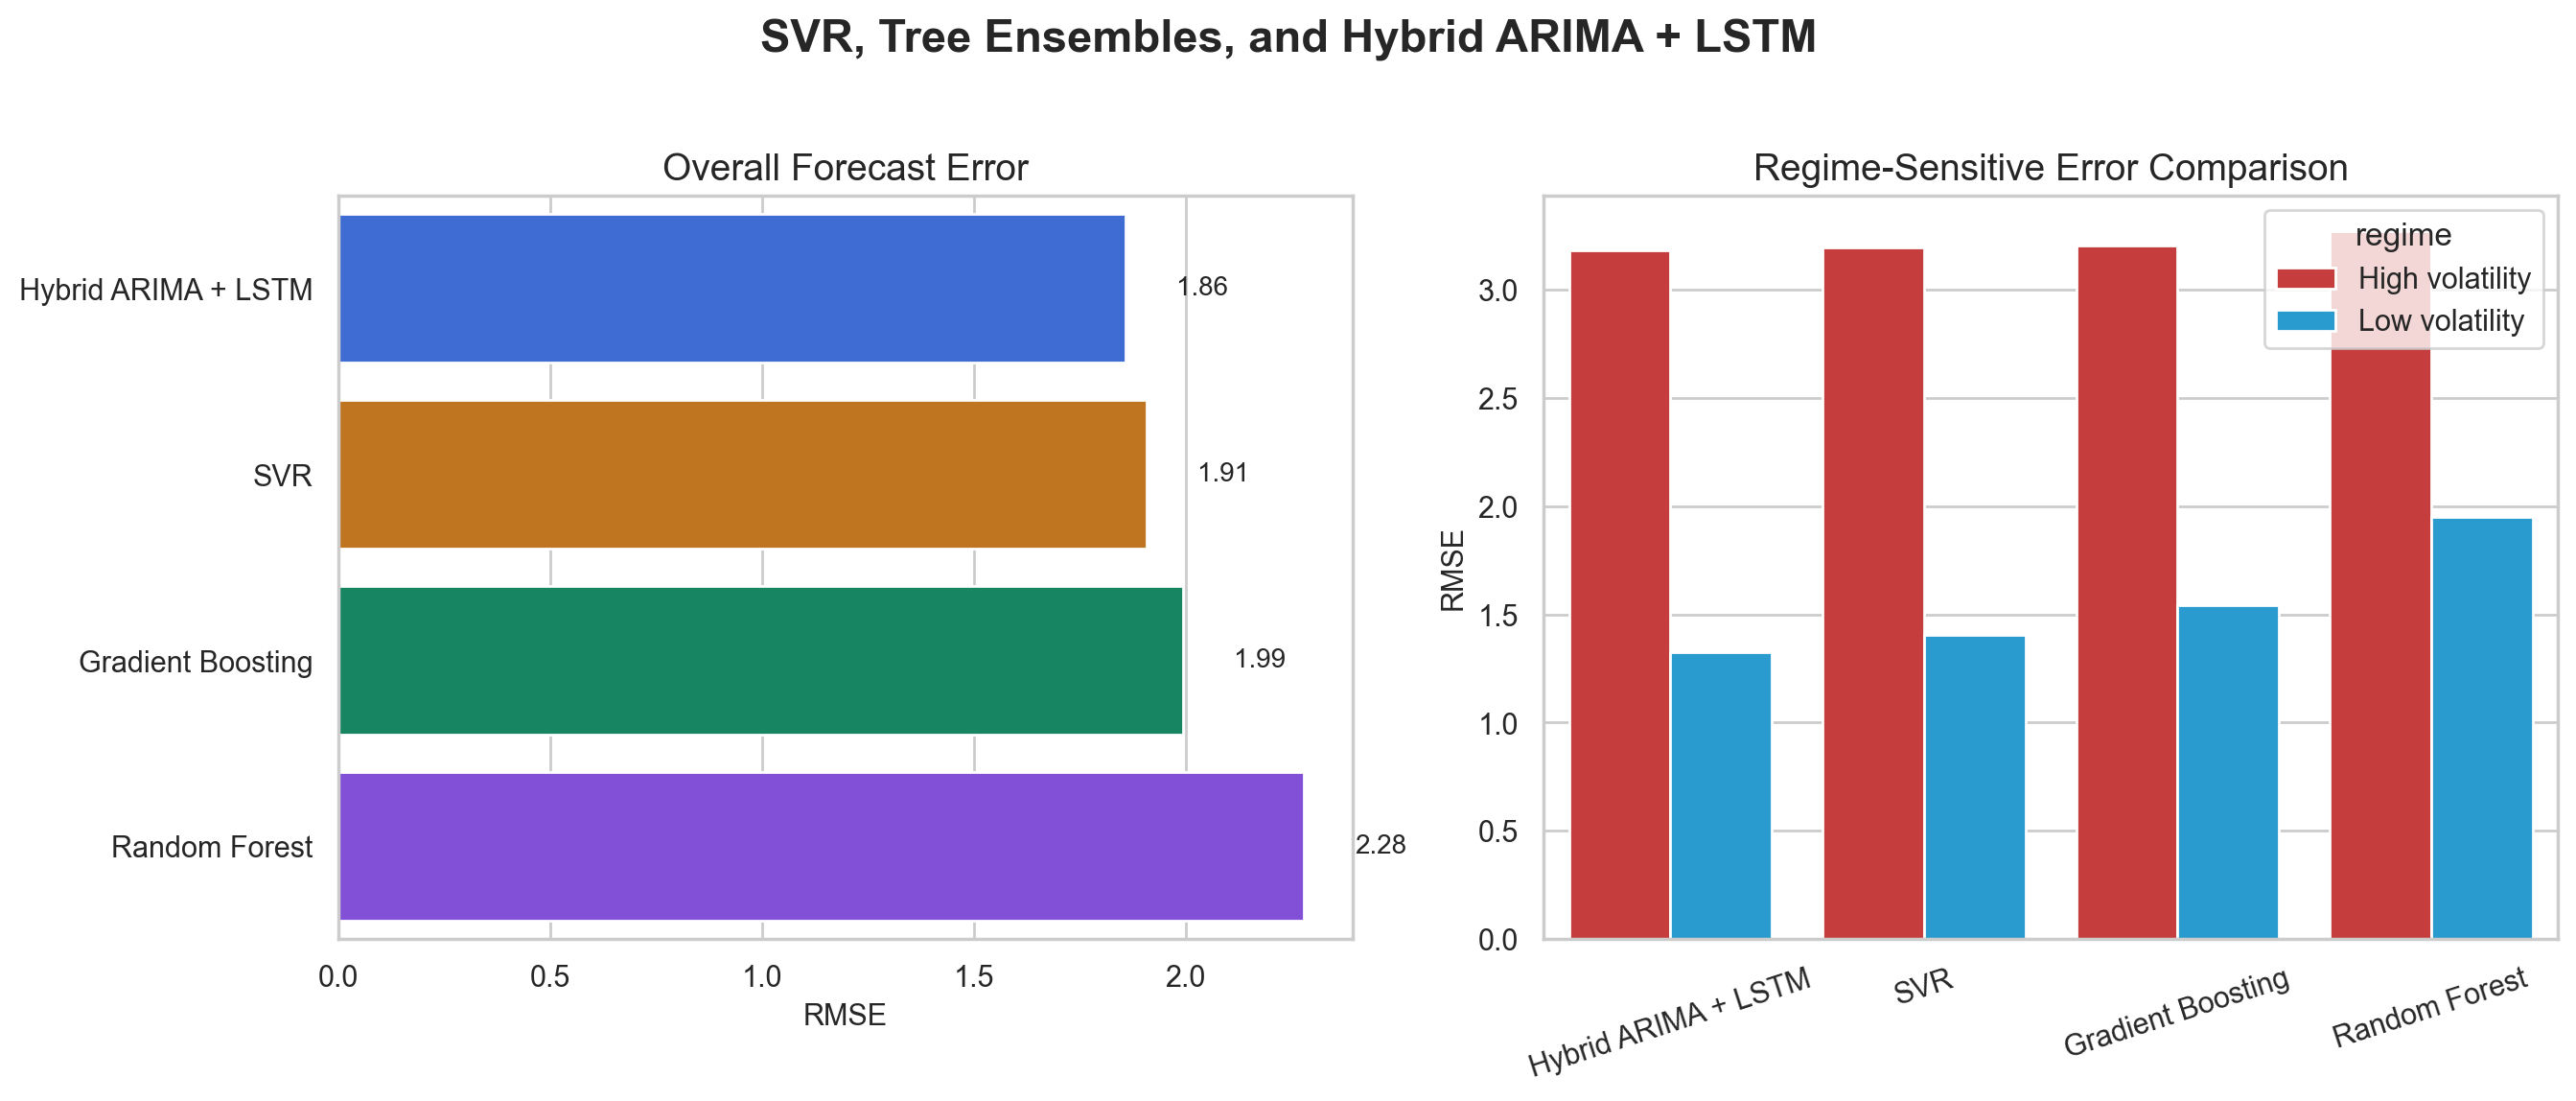 SVR, Tree Ensembles, and Hybrid ARIMA + LSTM
Overall Forecast Error
Hybrid ARIMA + LSTM
1.86
SVR
1.91
Gradient Boosting
1.99
Random Forest
2.28
0.0 0.5 1.0 1.5 2.0
RMSE
Regime-Sensitive Error Comparison
regime
High volatility
Low volatility
RMSE
3.0
2.5
2.0
1.5
1.0
0.5
0.0
Hybrid ARIMA + LSTM
SVR
Gradient Boosting
Random Forest